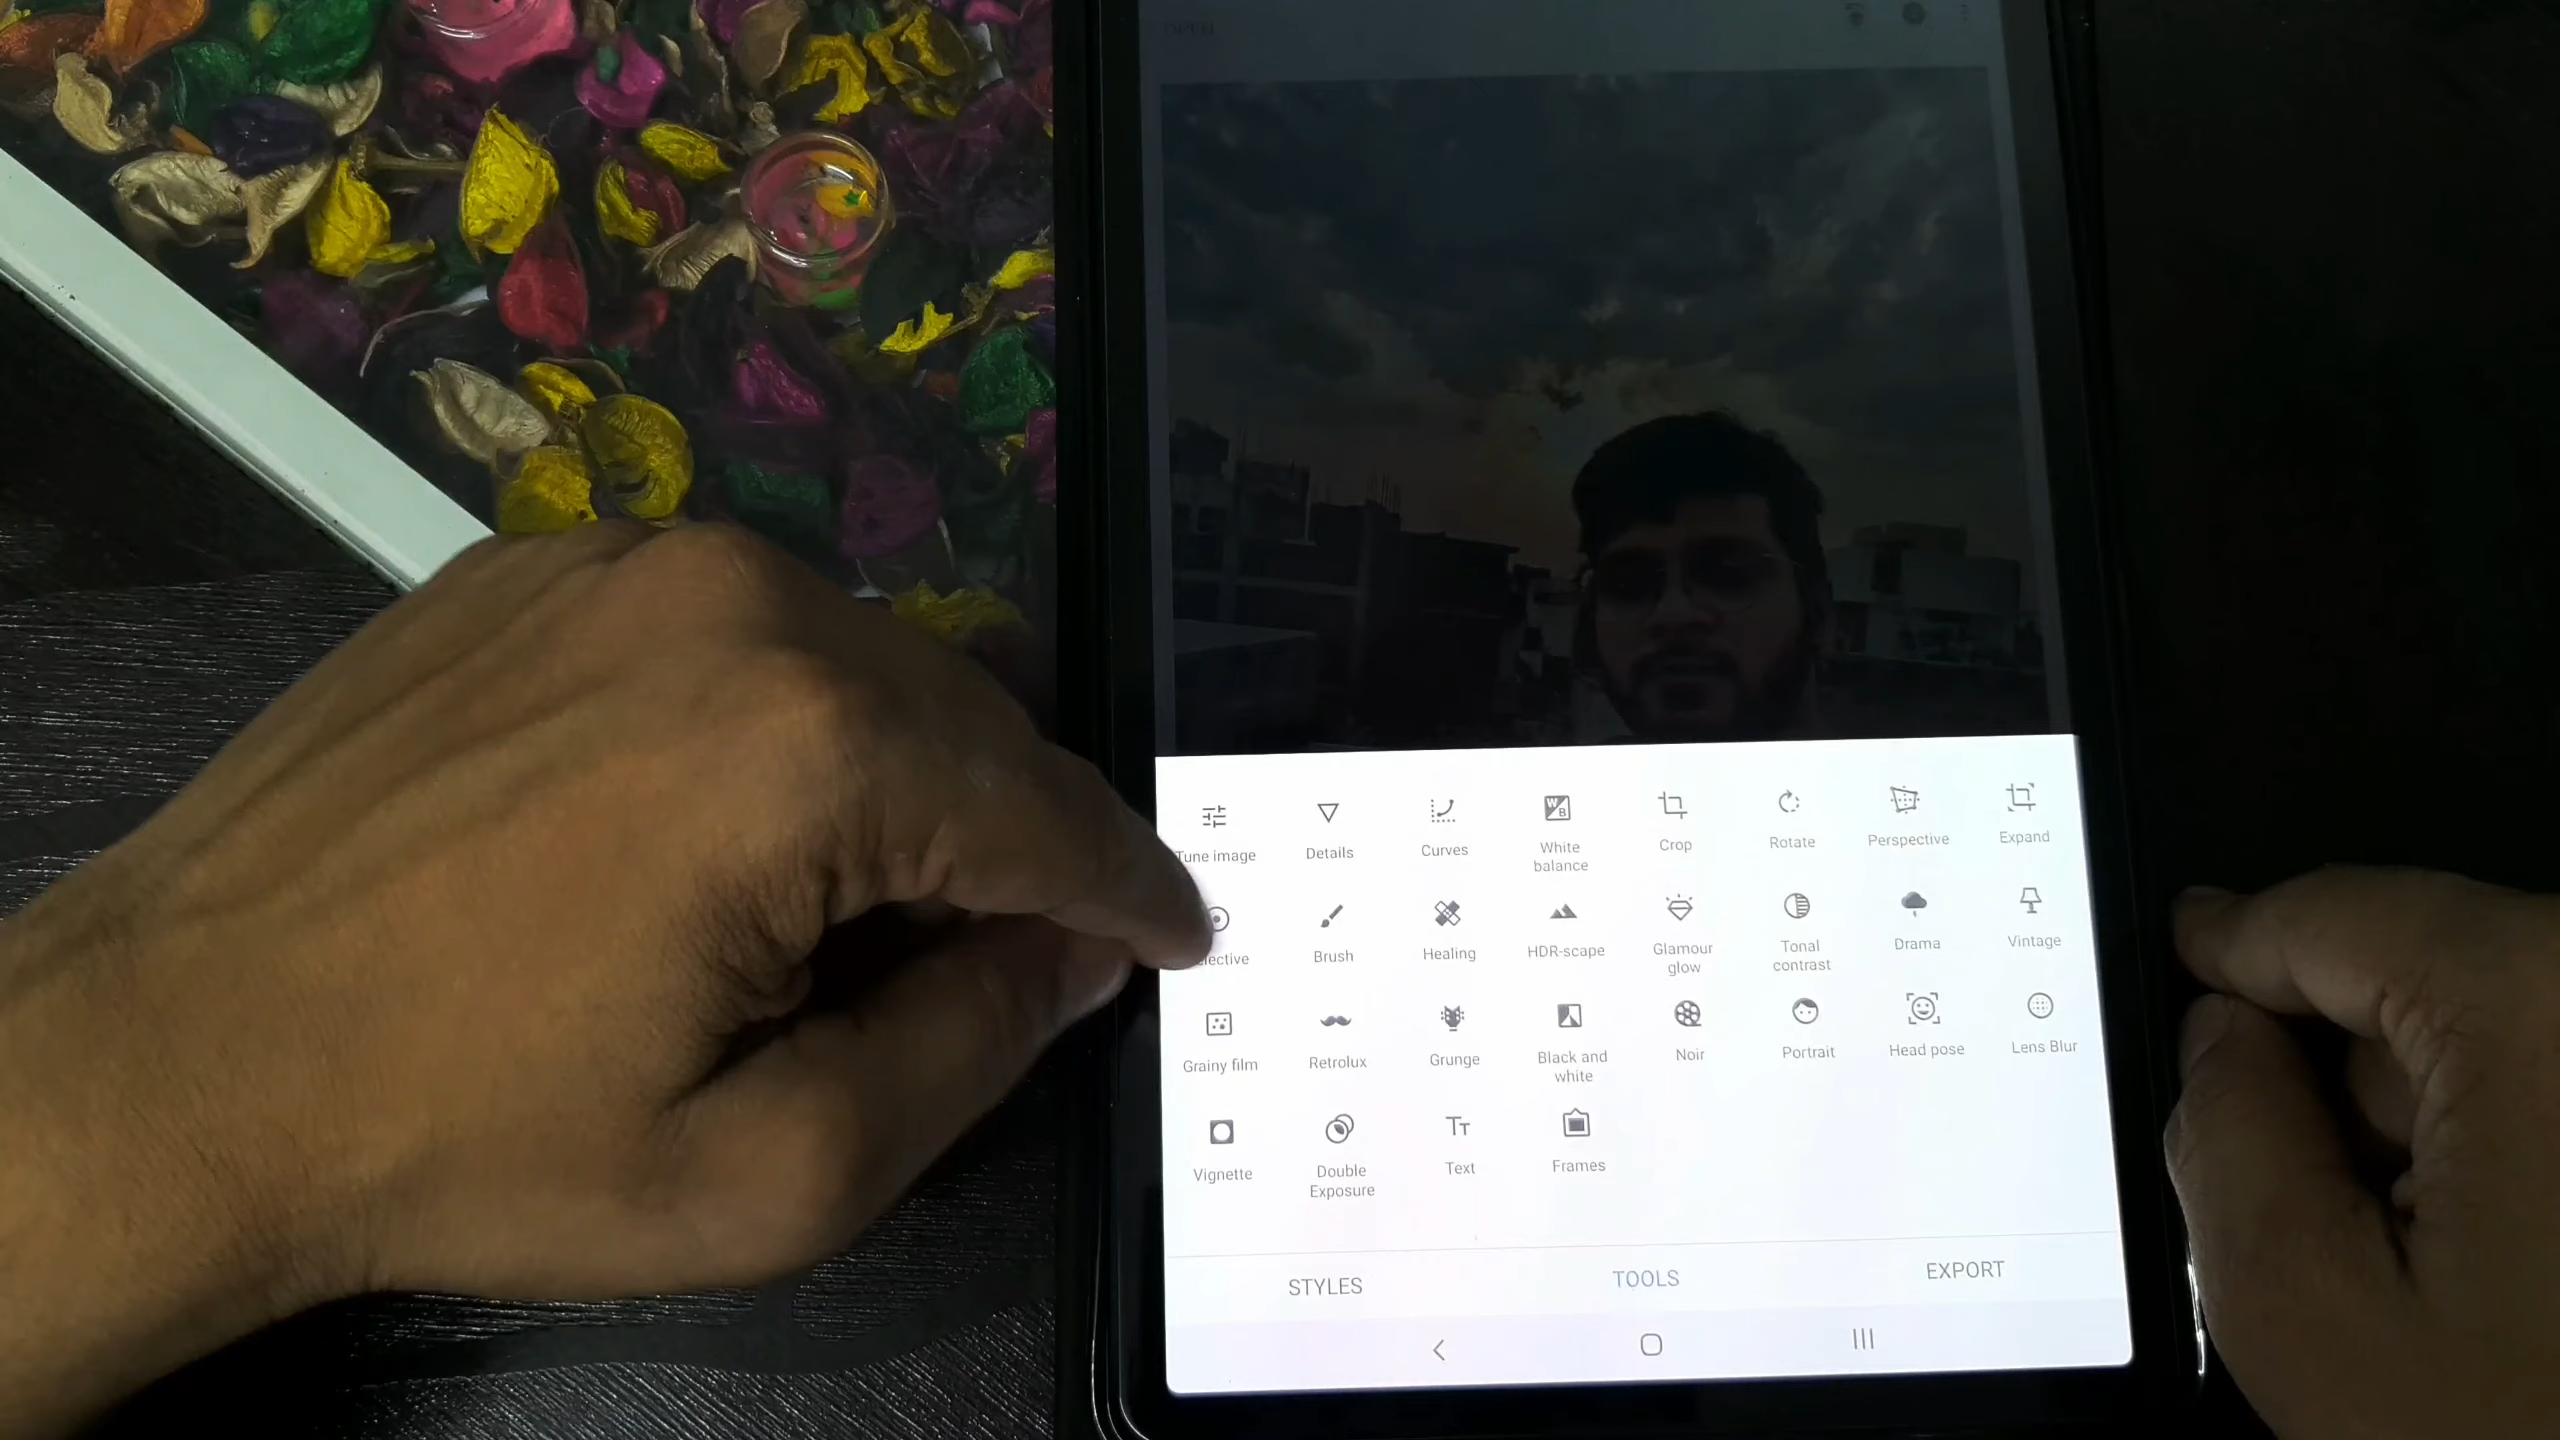 Tune image Details Curves White balance Crop Rotate Perspective Expand
elective Brush Healing HDR-scape Glamour glow Tonal contrast Drama Vintage
Grainy film Retrolux Grunge Black and white Noir Portrait Head pose Lens Blur
Vignette Double Exposure Text Frames
STYLES TOOLS EXPORT